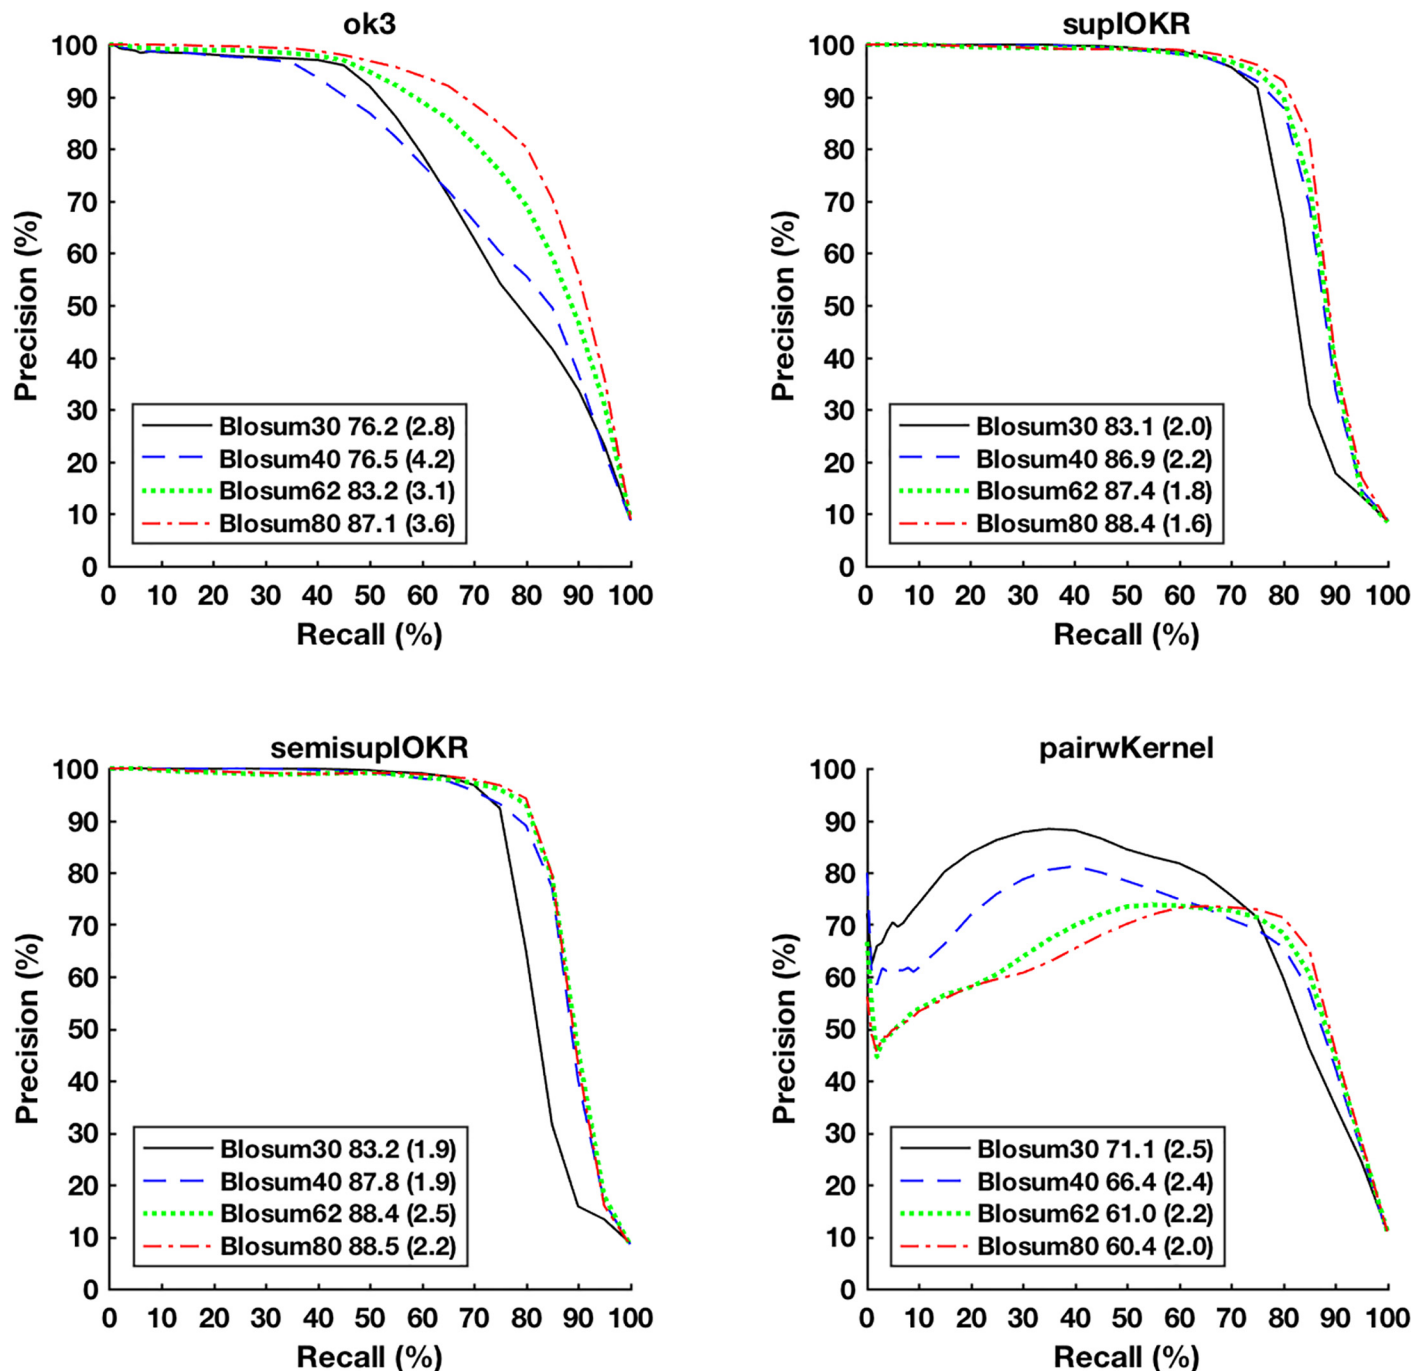 ok3
100
90
80
70
60
50
40
30
20
10
0
Precision (%)
Blosum30 76.2 (2.8)
Blosum40 76.5 (4.2)
Blosum62 83.2 (3.1)
Blosum80 87.1 (3.6)
0 10 20 30 40 50 60 70 80 90 100
Recall (%)
supIOKR
100
90
80
70
60
50
40
30
20
10
0
Precision (%)
Blosum30 83.1 (2.0)
Blosum40 86.9 (2.2)
Blosum62 87.4 (1.8)
Blosum80 88.4 (1.6)
0 10 20 30 40 50 60 70 80 90 100
Recall (%)
semisupIOKR
100
90
80
70
60
50
40
30
20
10
0
Precision (%)
Blosum30 83.2 (1.9)
Blosum40 87.8 (1.9)
Blosum62 88.4 (2.5)
Blosum80 88.5 (2.2)
0 10 20 30 40 50 60 70 80 90 100
Recall (%)
pairwKernel
100
90
80
70
60
50
40
30
20
10
0
Precision (%)
Blosum30 71.1 (2.5)
Blosum40 66.4 (2.4)
Blosum62 61.0 (2.2)
Blosum80 60.4 (2.0)
0 10 20 30 40 50 60 70 80 90 100
Recall (%)